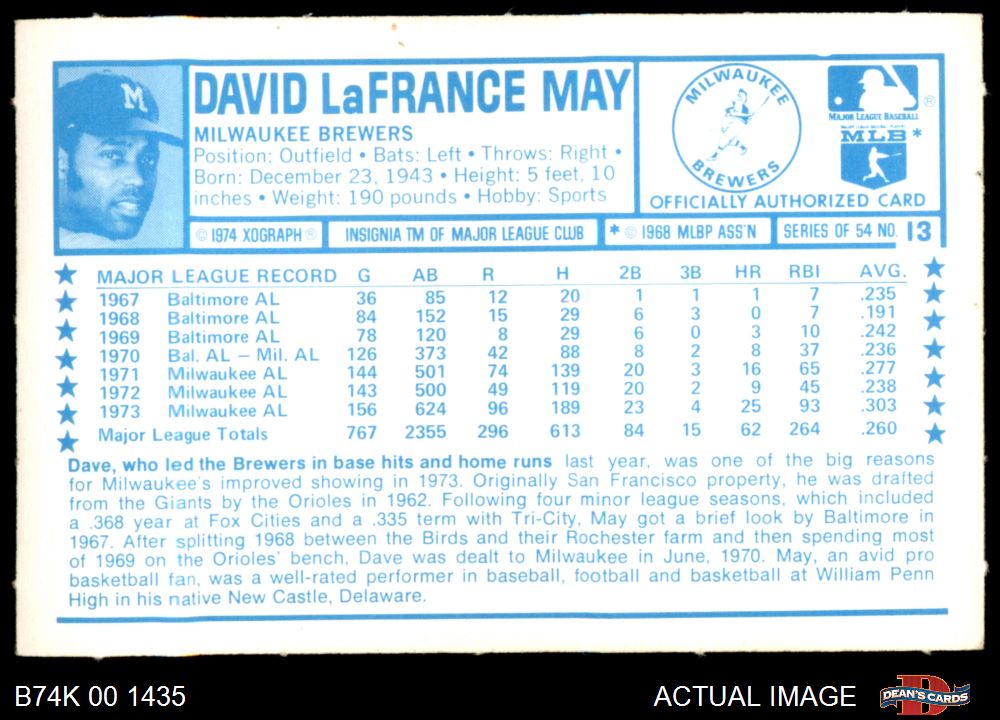 M
DAVID LaFRANCE MAY
MILWAUKEE BREWERS
Position: Outfield • Bats: Left • Throws: Right •
Born: December 23, 1943 • Height: 5 feet, 10
inches • Weight: 190 pounds • Hobby: Sports
MILWAUKEE
BREWERS
MAJOR LEAGUE BASEBALL ®
MLB *
OFFICIALLY AUTHORIZED CARD
© 1974 XOGRAPH ® INSIGNIA TM OF MAJOR LEAGUE CLUB * © 1968 MLBP ASS'N SERIES OF 54 NO. 13
MAJOR LEAGUE RECORD G AB R H 2B 3B HR RBI AVG.
1967 Baltimore AL 36 85 12 20 1 1 1 7 .235
1968 Baltimore AL 84 152 15 29 6 3 0 7 .191
1969 Baltimore AL 78 120 8 29 6 0 3 10 .242
1970 Bal. AL – Mil. AL 126 373 42 88 8 2 8 37 .236
1971 Milwaukee AL 144 501 74 139 20 3 16 65 .277
1972 Milwaukee AL 143 500 49 119 20 2 9 45 .238
1973 Milwaukee AL 156 624 96 189 23 4 25 93 .303
Major League Totals 767 2355 296 613 84 15 62 264 .260
Dave, who led the Brewers in base hits and home runs last year, was one of the big reasons
for Milwaukee's improved showing in 1973. Originally San Francisco property, he was drafted
from the Giants by the Orioles in 1962. Following four minor league seasons, which included
a .368 year at Fox Cities and a .335 term with Tri-City, May got a brief look by Baltimore in
1967. After splitting 1968 between the Birds and their Rochester farm and then spending most
of 1969 on the Orioles' bench, Dave was dealt to Milwaukee in June, 1970. May, an avid pro
basketball fan, was a well-rated performer in baseball, football and basketball at William Penn
High in his native New Castle, Delaware.
B74K 00 1435
ACTUAL IMAGE
D
DEAN'S CARDS